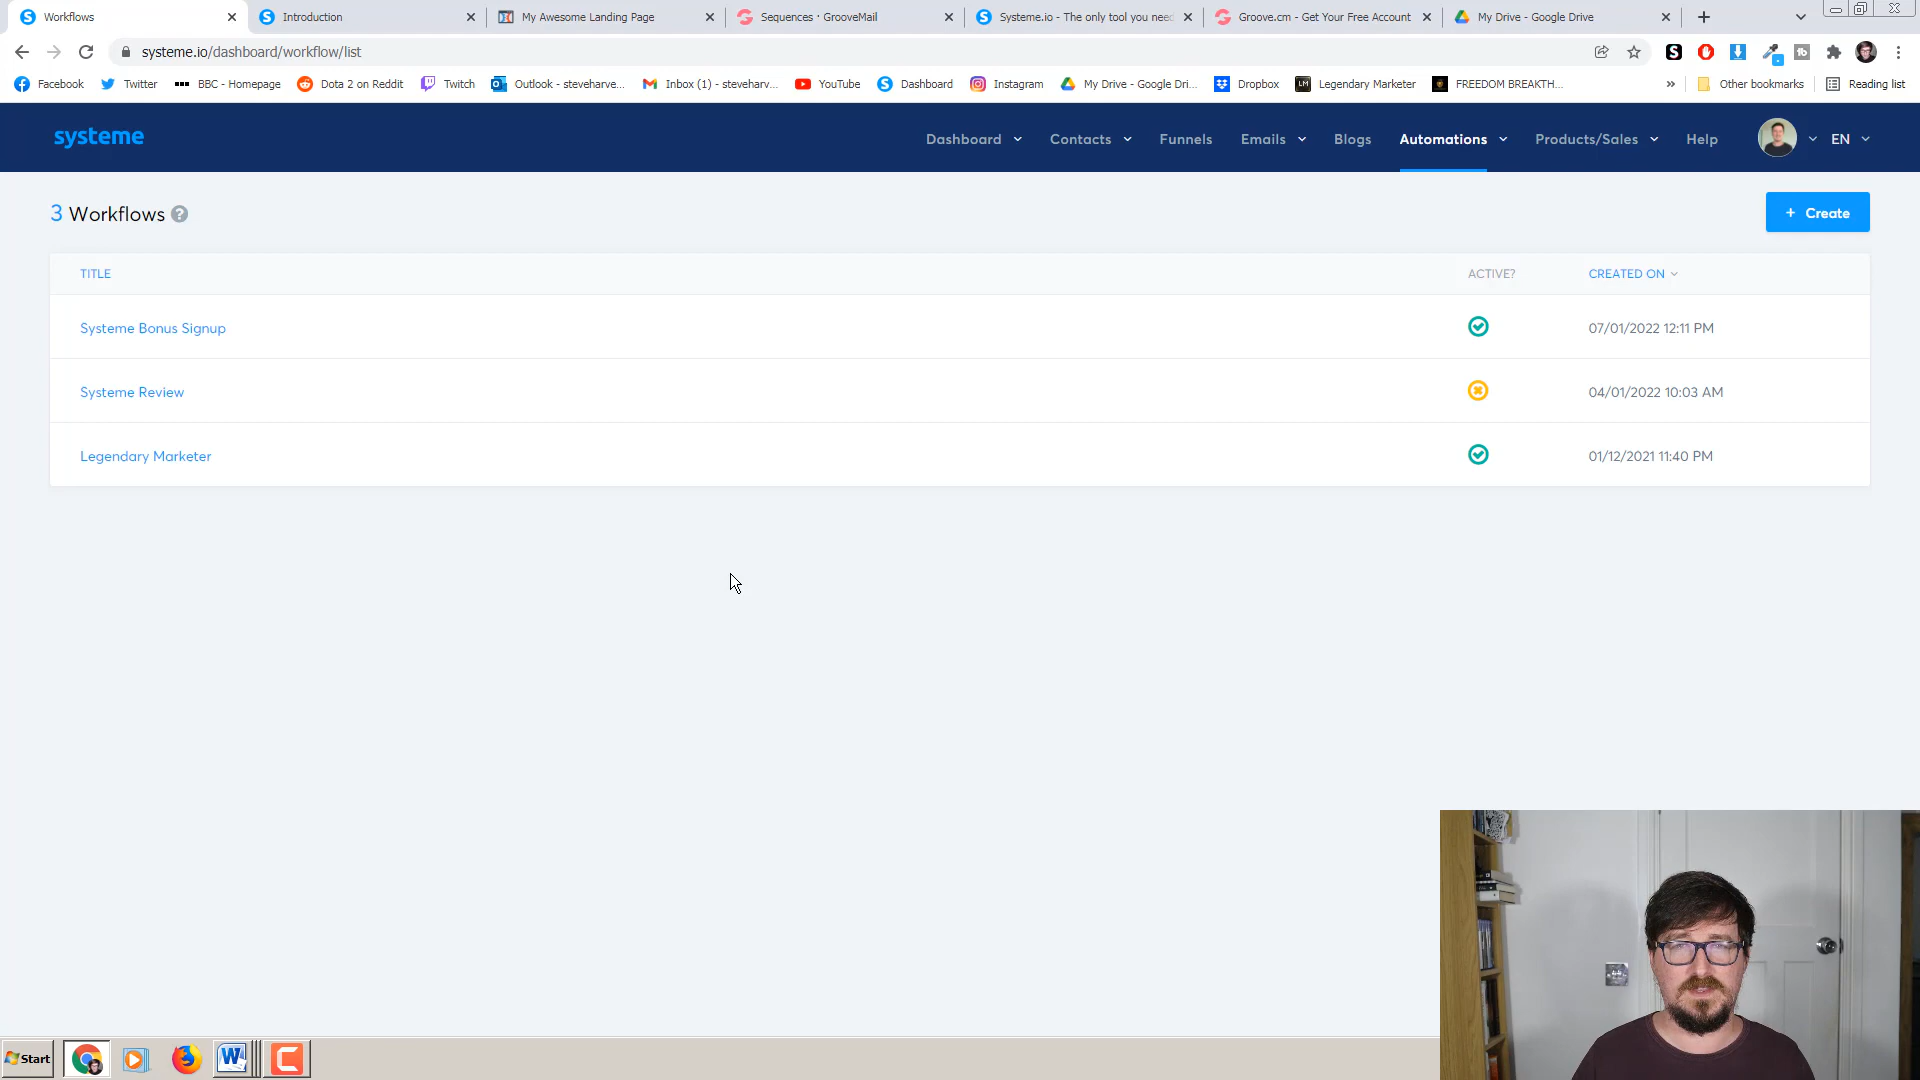 Workflows
Introduction
My Awesome Landing Page
Sequences · GrooveMail
Systeme.io - The only tool you need
Groove.cm - Get Your Free Account
My Drive - Google Drive
systeme.io/dashboard/workflow/list
Facebook
Twitter
BBC - Homepage
Dota 2 on Reddit
Twitch
Outlook - steveharve...
Inbox (1) - steveharv...
YouTube
Dashboard
Instagram
My Drive - Google Dri...
Dropbox
LM
Legendary Marketer
FREEDOM BREAKTH...
»
Other bookmarks
Reading list
systeme
Dashboard
Contacts
Funnels
Emails
Blogs
Automations
Products/Sales
Help
EN
3 Workflows ?
+ Create
TITLE
ACTIVE?
CREATED ON
Systeme Bonus Signup
07/01/2022 12:11 PM
Systeme Review
04/01/2022 10:03 AM
Legendary Marketer
01/12/2021 11:40 PM
Start